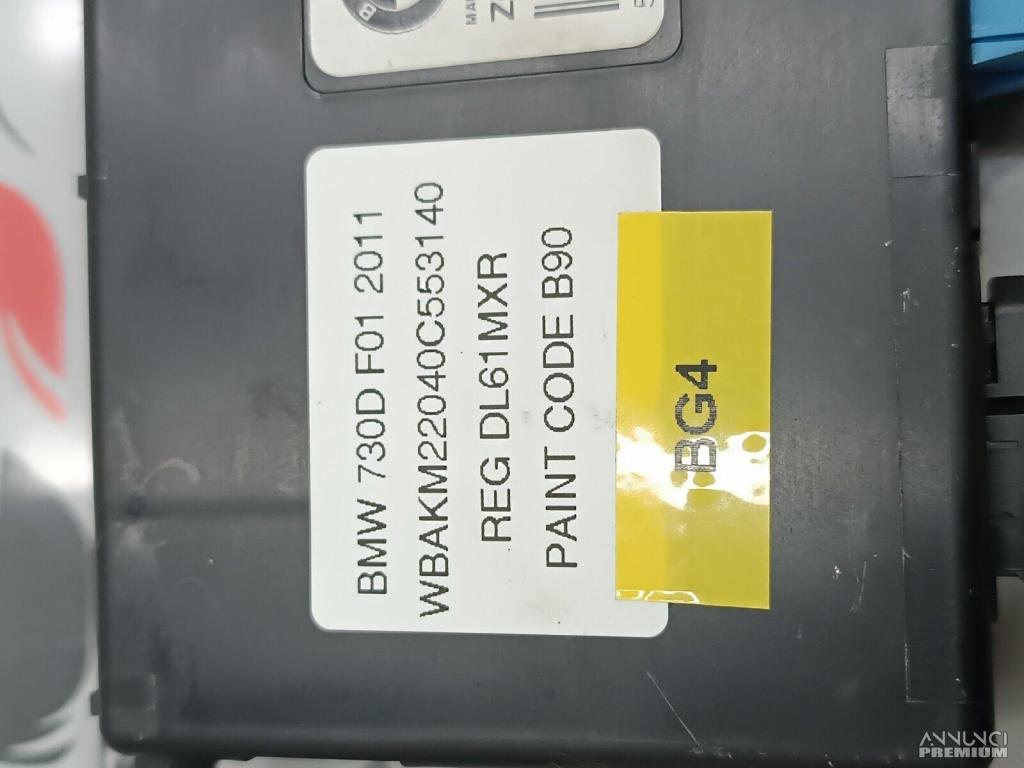 BMW 730D F01 2011
WBAKM22040C553140
REG DL61MXR
PAINT CODE B90
BG4
ANNUNCI
PREMIUM